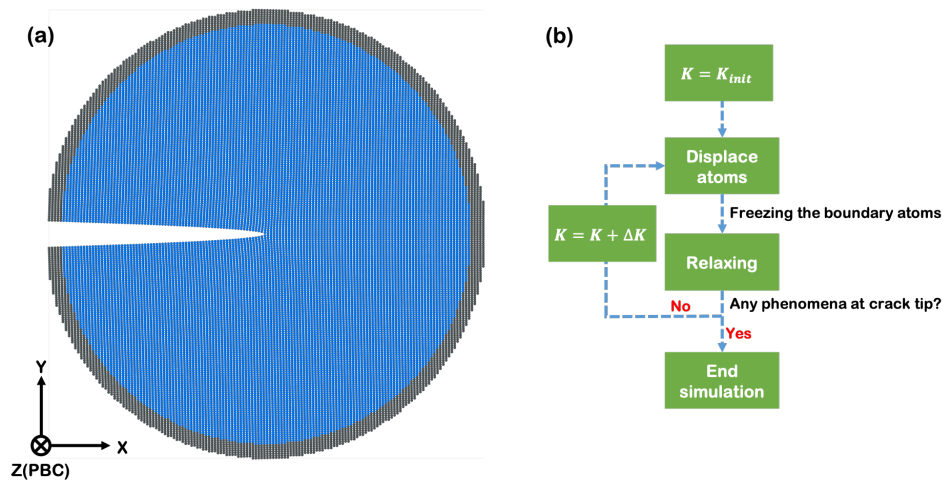 (a)
Y
X
Z(PBC)
(b)
K = K_init
Displace
atoms
Freezing the boundary atoms
K = K + ΔK
Relaxing
Any phenomena at crack tip?
No
Yes
End
simulation